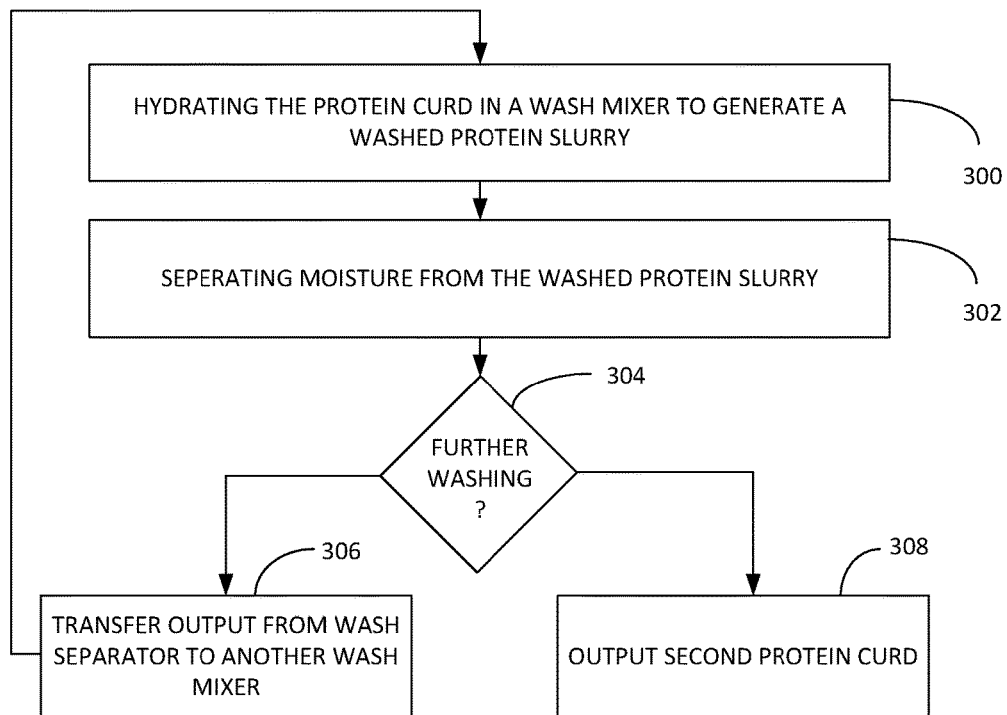 HYDRATING THE PROTEIN CURD IN A WASH MIXER TO GENERATE A
WASHED PROTEIN SLURRY
300
SEPERATING MOISTURE FROM THE WASHED PROTEIN SLURRY
302
304
FURTHER
WASHING
?
306
308
TRANSFER OUTPUT FROM WASH
SEPARATOR TO ANOTHER WASH
MIXER
OUTPUT SECOND PROTEIN CURD